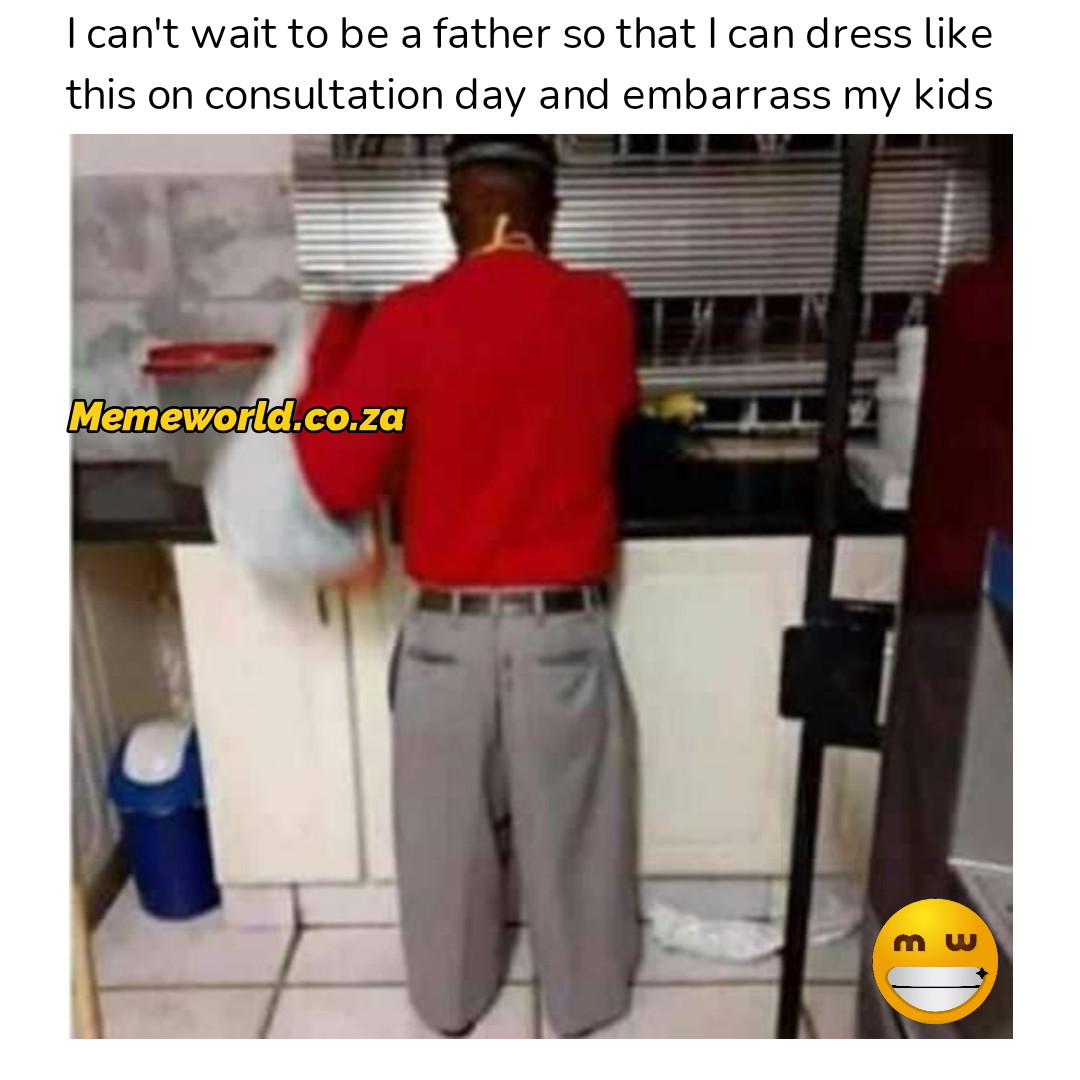 I can't wait to be a father so that I can dress like
this on consultation day and embarrass my kids
Memeworld.co.za
m w